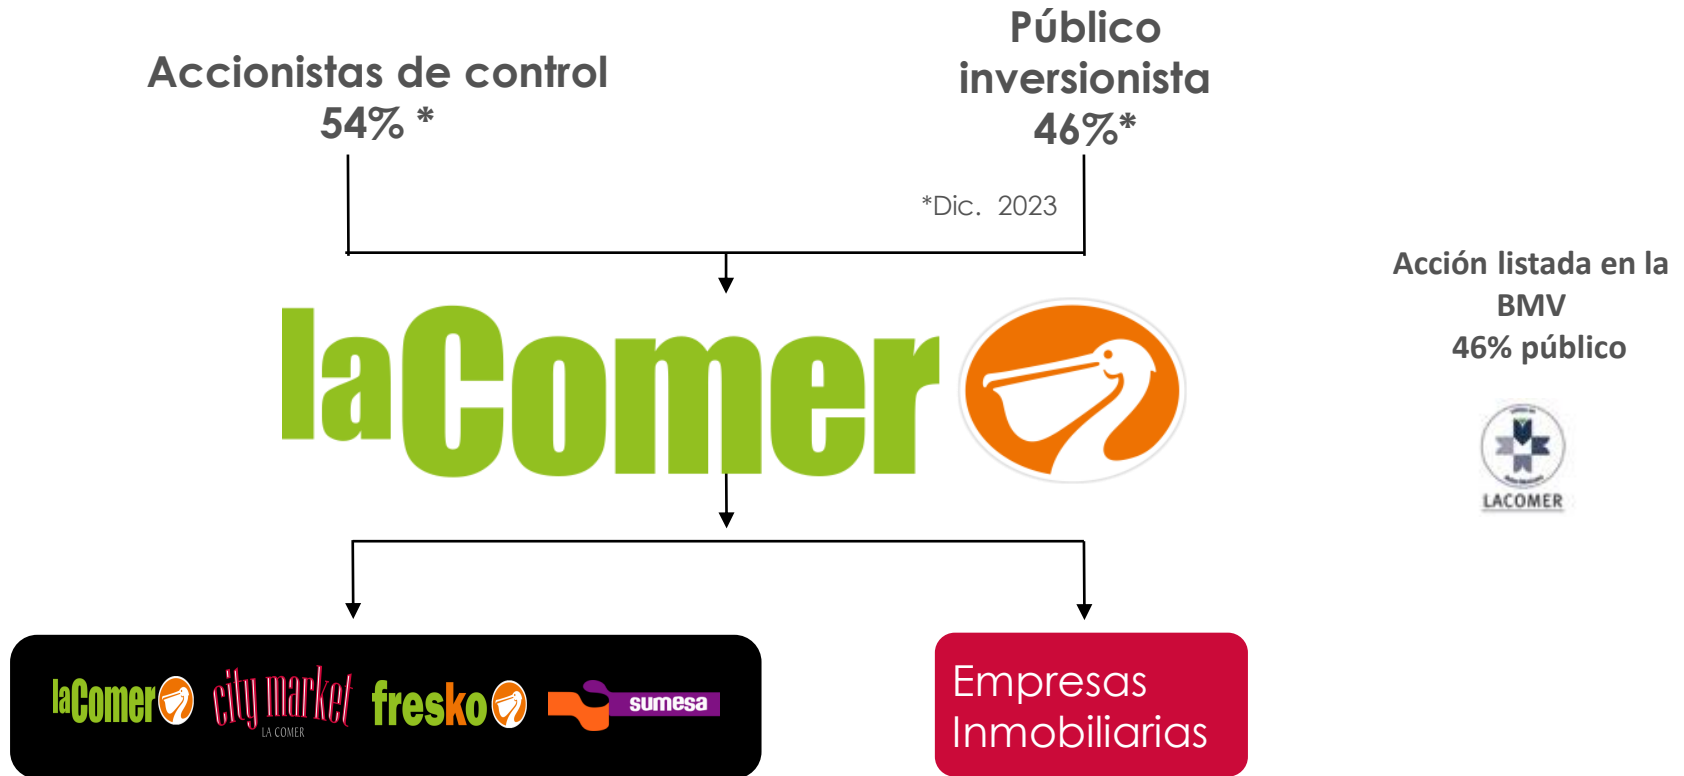 Accionistas de control
54% *
Público
inversionista
46%*
*Dic. 2023
Acción listada en la
BMV
46% público
laComer
LACOMER
laComer
city market
LA COMER
fresko
sumesa
Empresas
Inmobiliarias